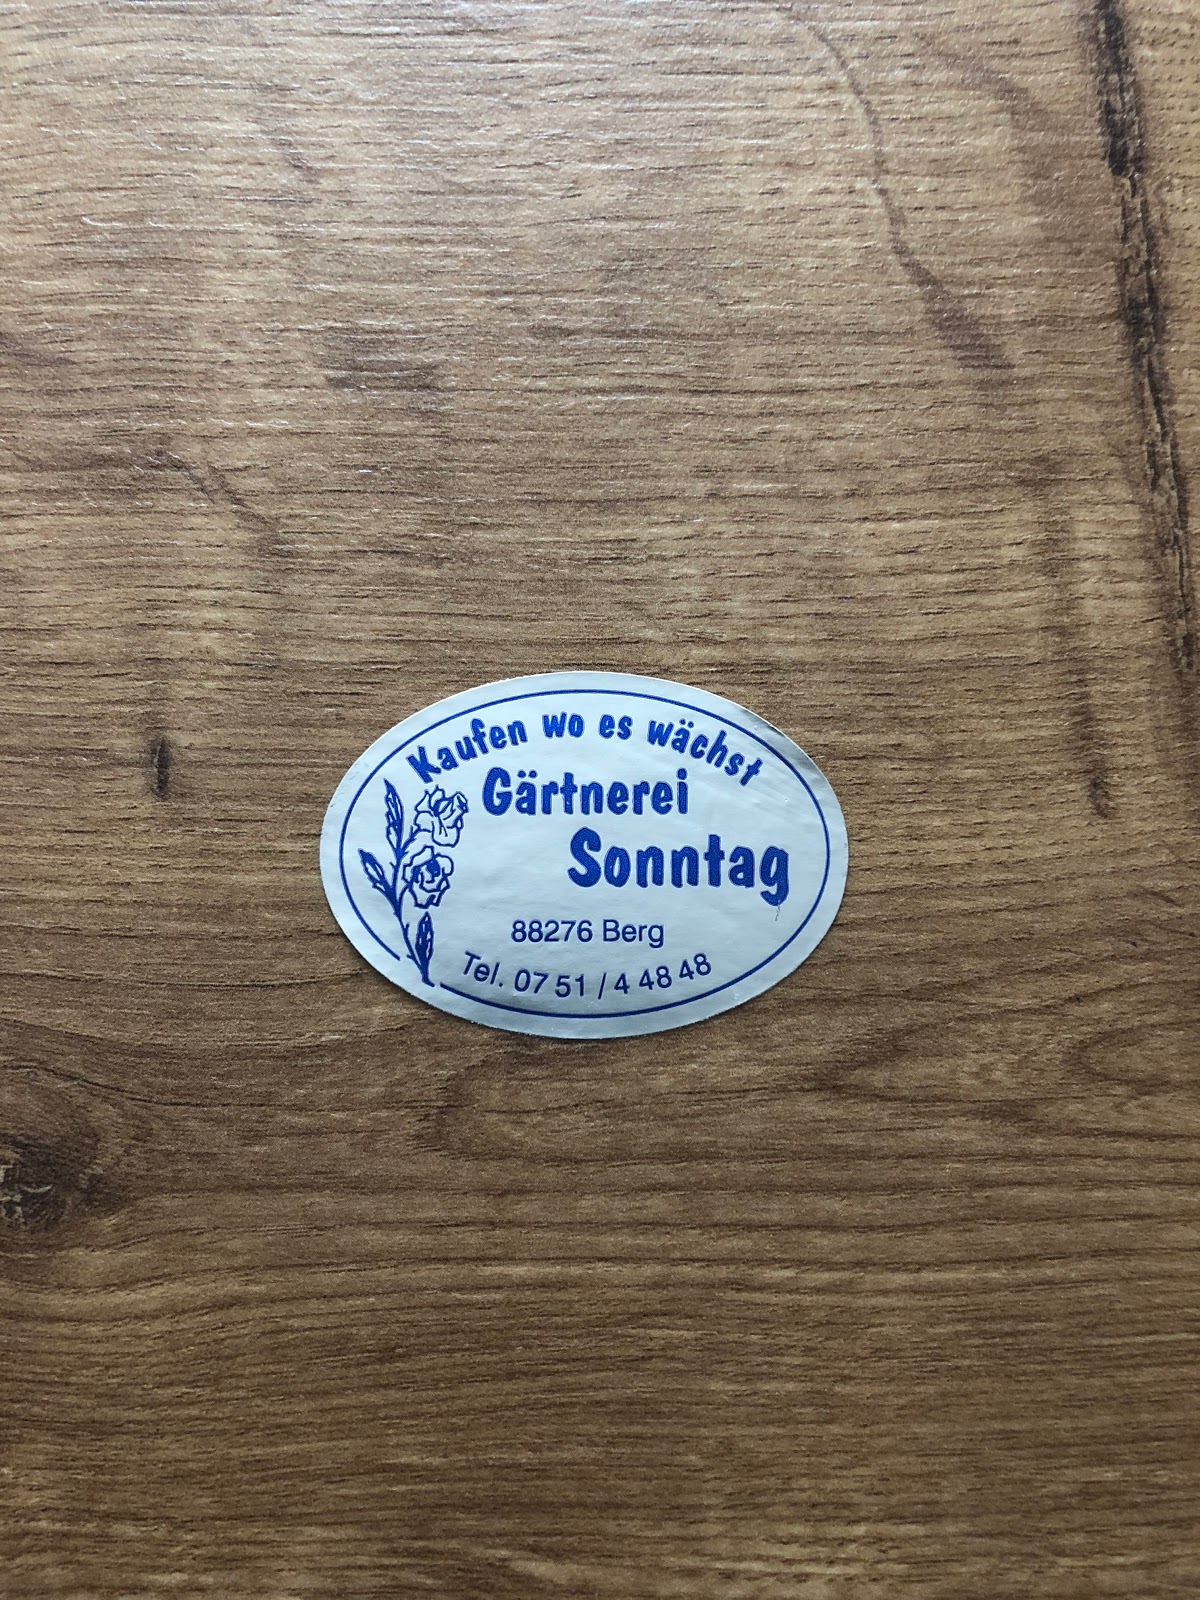 Kaufen wo es wächst
Gärtnerei
Sonntag
88276 Berg
Tel. 07 51 / 4 48 48